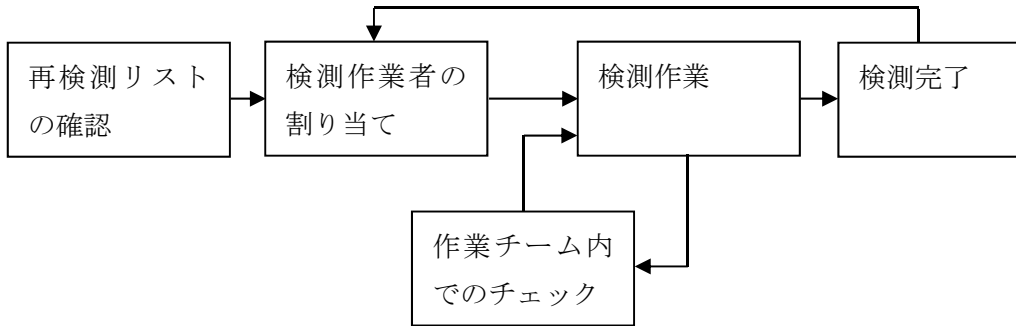 再検測リスト
の確認
検測作業者の
割り当て
検測作業
検測完了
作業チーム内
でのチェック